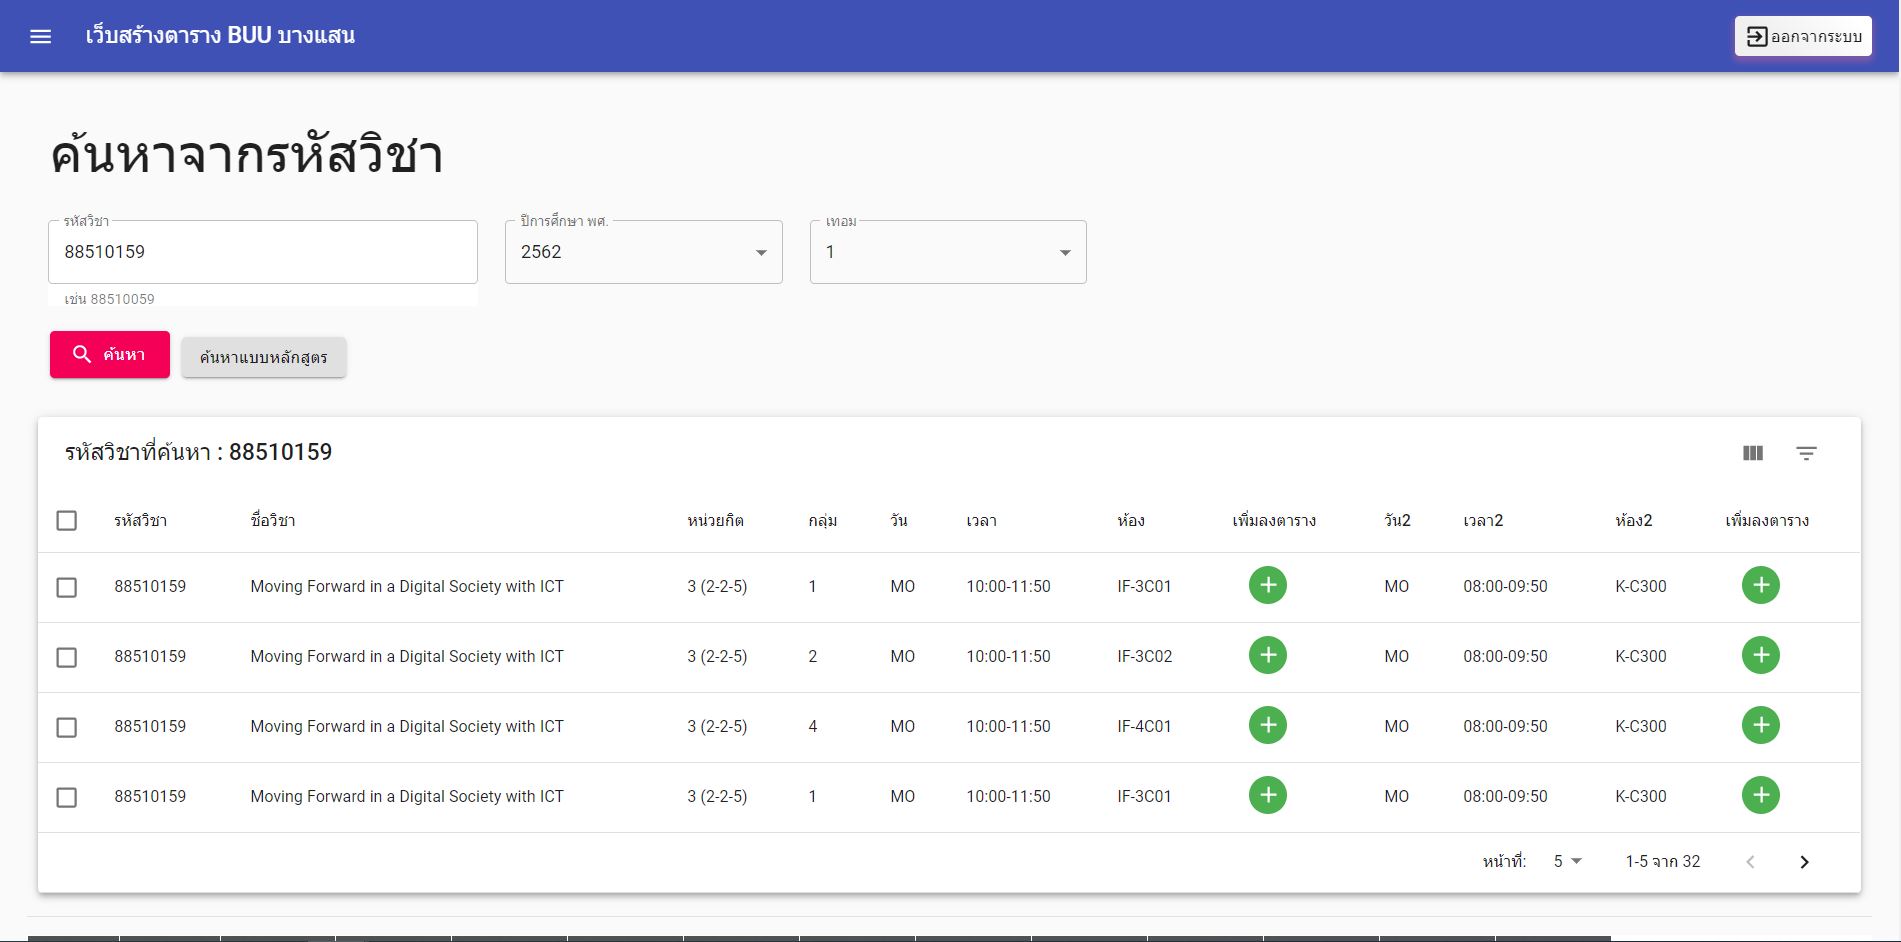 เว็บสร้างตาราง BUU บางแสน
ออกจากระบบ
ค้นหาจากรหัสวิชา
รหัสวิชา ปีการศึกษา พศ. เทอม
88510159 2562 1
เช่น 88510059
ค้นหา ค้นหาแบบหลักสูตร
รหัสวิชาที่ค้นหา : 88510159
รหัสวิชา ชื่อวิชา หน่วยกิต กลุ่ม วัน เวลา ห้อง เพิ่มลงตาราง วัน2 เวลา2 ห้อง2 เพิ่มลงตาราง
88510159 Moving Forward in a Digital Society with ICT 3 (2-2-5) 1 MO 10:00-11:50 IF-3C01 MO 08:00-09:50 K-C300
88510159 Moving Forward in a Digital Society with ICT 3 (2-2-5) 2 MO 10:00-11:50 IF-3C02 MO 08:00-09:50 K-C300
88510159 Moving Forward in a Digital Society with ICT 3 (2-2-5) 4 MO 10:00-11:50 IF-4C01 MO 08:00-09:50 K-C300
88510159 Moving Forward in a Digital Society with ICT 3 (2-2-5) 1 MO 10:00-11:50 IF-3C01 MO 08:00-09:50 K-C300
หน้าที่: 5 1-5 จาก 32